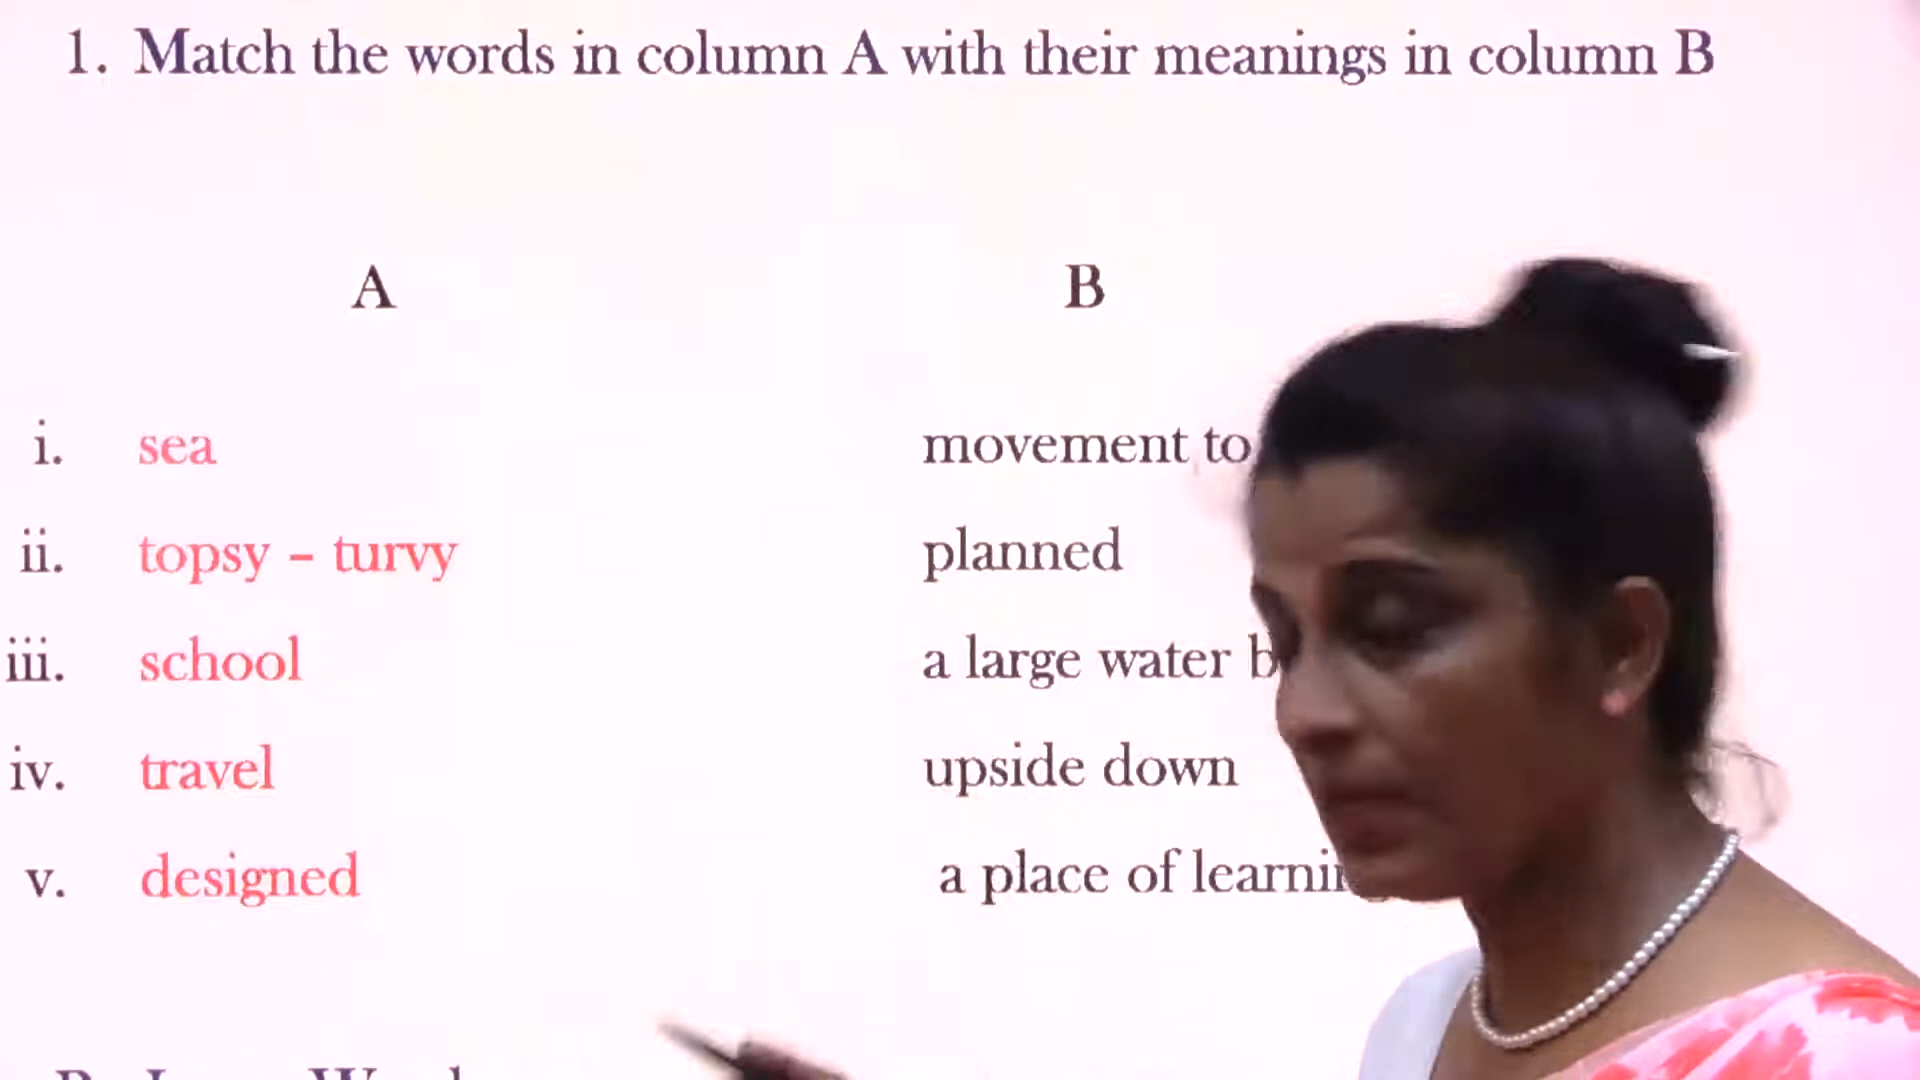 1. Match the words in column A with their meanings in column B
A B
i. sea movement to
ii. topsy – turvy planned
iii. school a large water
iv. travel upside down
v. designed a place of